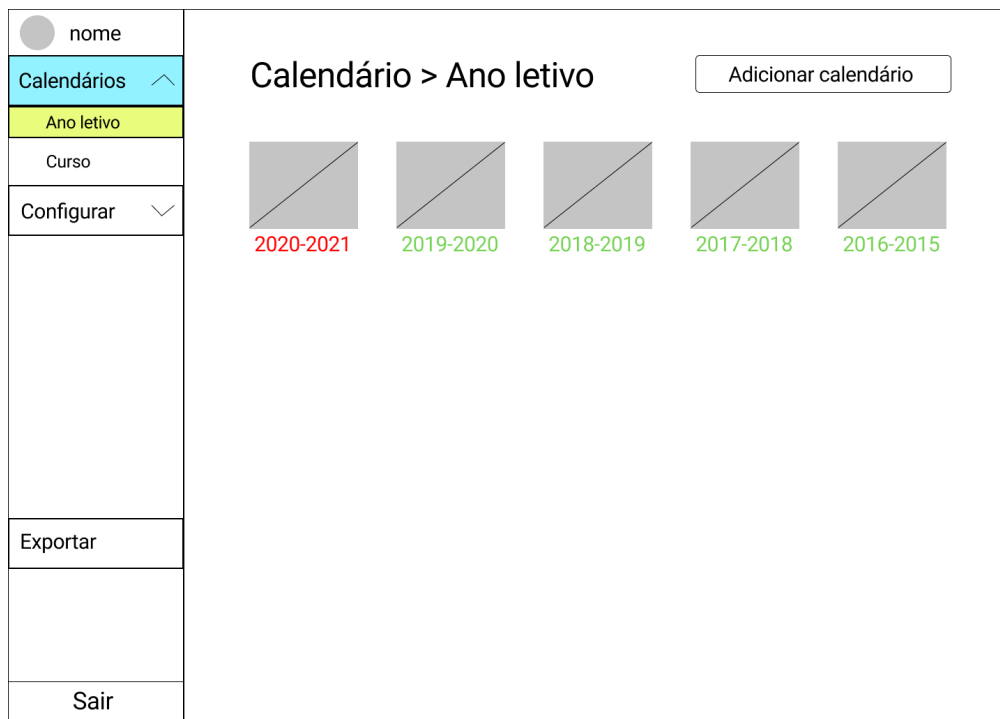 nome
Calendários
Ano letivo
Curso
Configurar
Exportar
Sair
Calendário > Ano letivo
Adicionar calendário
2020-2021
2019-2020
2018-2019
2017-2018
2016-2015